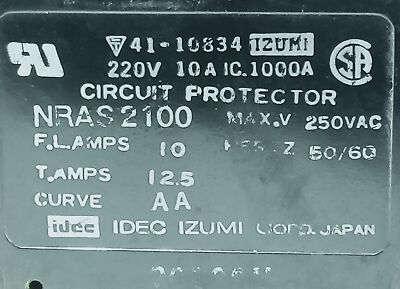 ▽41-10834 IZUMI
220V 10A IC.1000A
CIRCUIT PROTECTOR
NRAS2100 MAX.V 250VAC
F.L.AMPS 10 HERTZ 50/60
T.AMPS 12.5
CURVE AA
idec IDEC IZUMI Corp. JAPAN